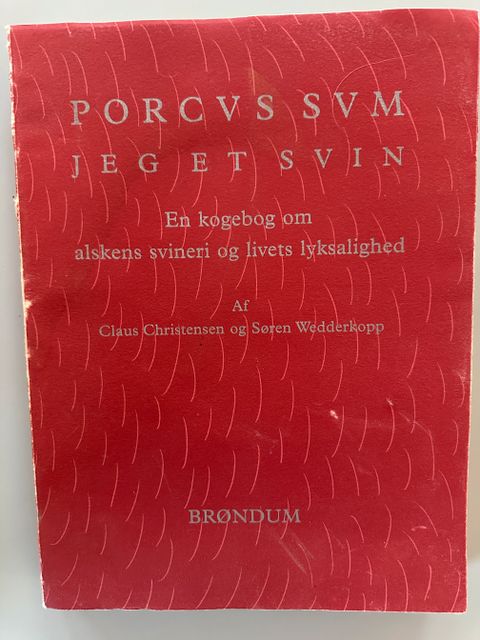 PORCVS SVM
JEG ET SVIN
En kogebog om
alskens svineri og livets lyksalighed
Af
Claus Christensen og Søren Wedderkopp
BRØNDUM